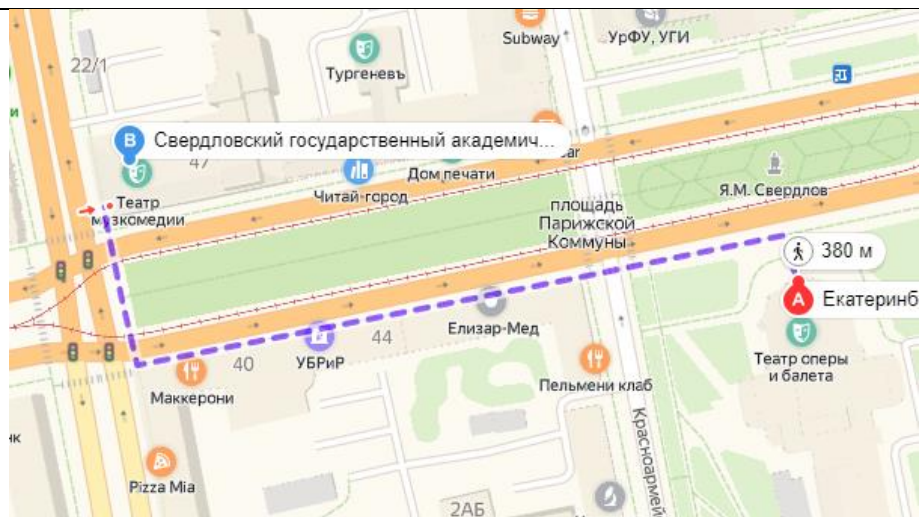 Subway
УрФУ, УГИ
22/1
Тургеневъ
B
Свердловский государственный академич...
47
Дом печати
Читай-город
Театр
музкомедии
площадь
Парижской
Коммуны
Я.М. Свердлов
380 м
A
Екатеринб
Елизар-Мед
44
УБРиР
40
Маккерони
Пельмени клаб
Театр оперы
и балета
Красноармей
Pizza Mia
2АБ